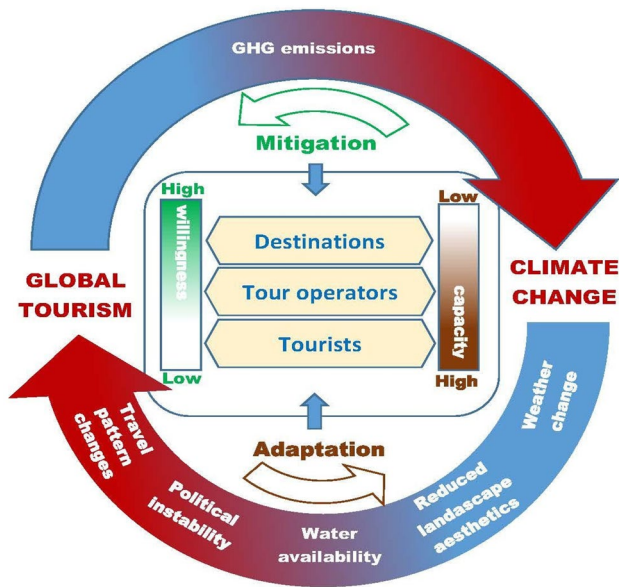 GHG emissions
Mitigation
High
willingness
Low
Low
capacity
High
Destinations
Tour operators
Tourists
GLOBAL
TOURISM
CLIMATE
CHANGE
Adaptation
Weather
change
Reduced
landascape
aesthetics
Water
availability
Political
instability
Travel
pattern
changes